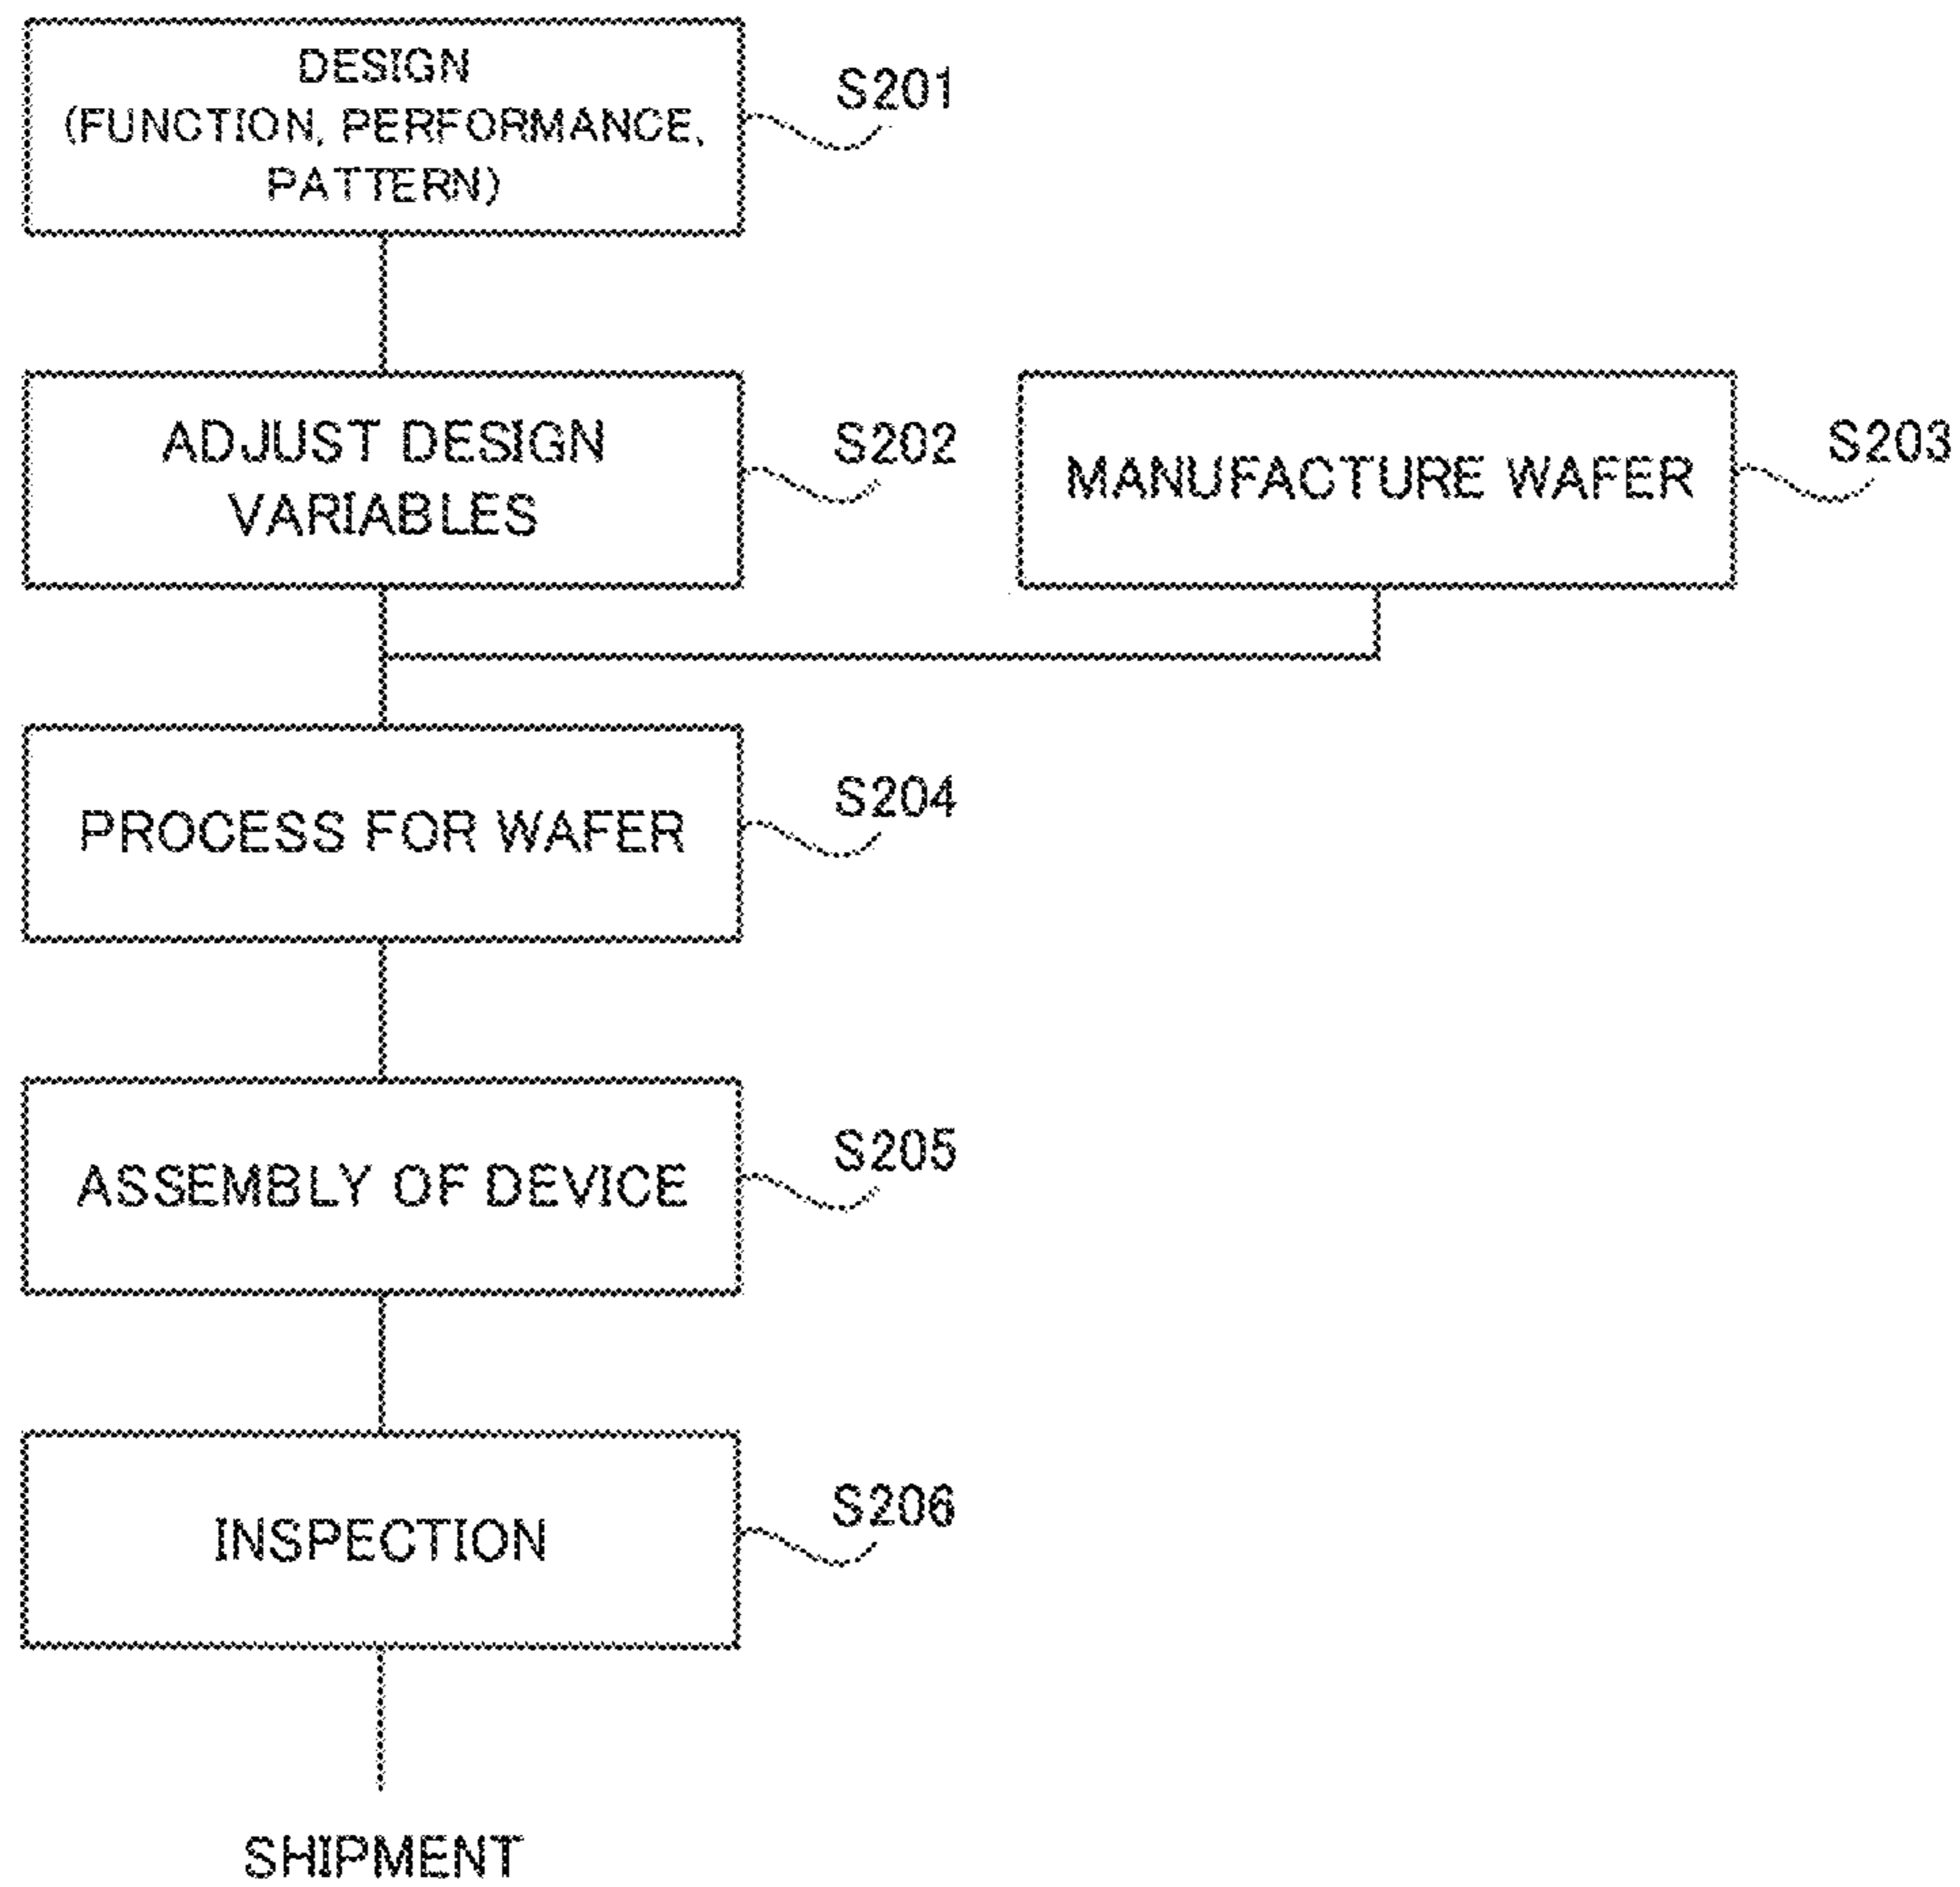 DESIGN
(FUNCTION, PERFORMANCE,
PATTERN)
S201
ADJUST DESIGN
VARIABLES
S202
MANUFACTURE WAFER
S203
PROCESS FOR WAFER
S204
ASSEMBLY OF DEVICE
S205
INSPECTION
S206
SHIPMENT